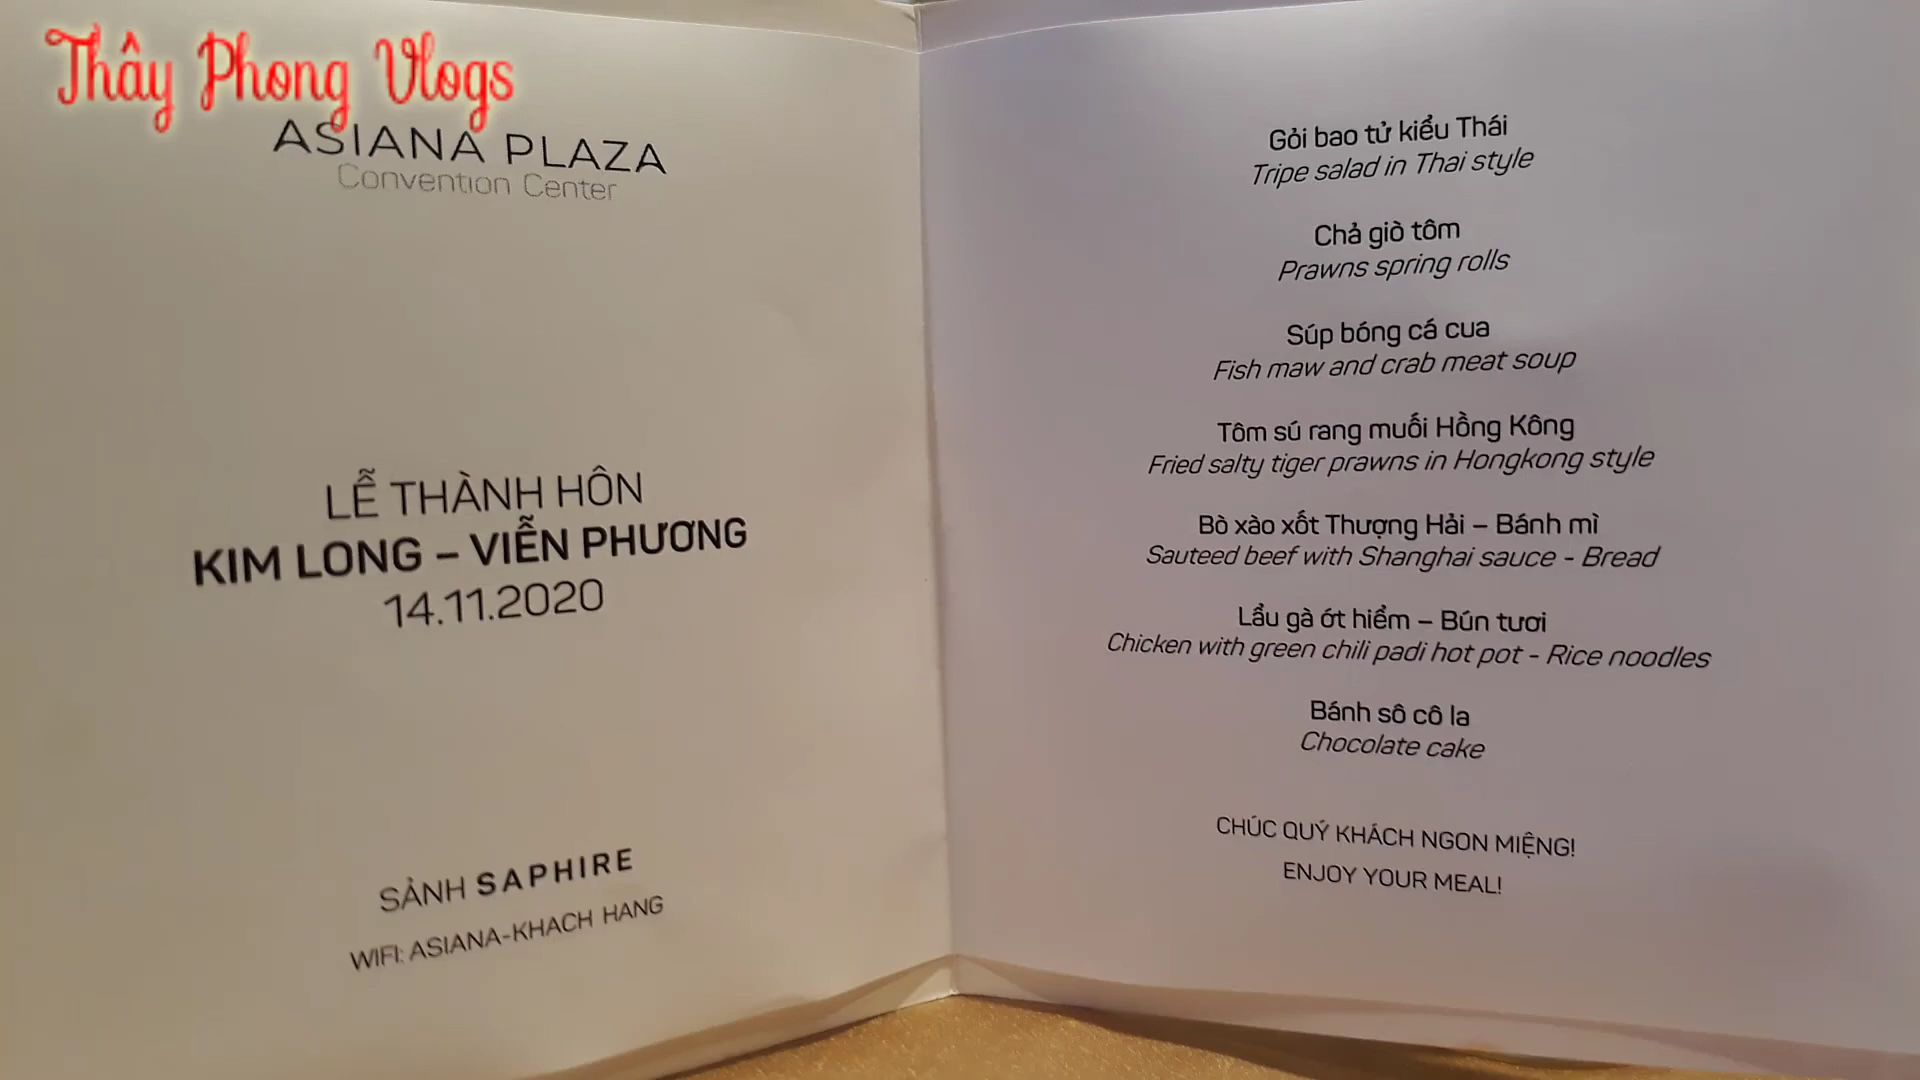 Thầy Phong Vlogs
ASIANA PLAZA
Convention Center
LỄ THÀNH HÔN
KIM LONG – VIỄN PHƯƠNG
14.11.2020
SẢNH SAPHIRE
WIFI: ASIANA-KHACH HANG
Gỏi bao tử kiểu Thái
Tripe salad in Thai style
Chả giò tôm
Prawns spring rolls
Súp bóng cá cua
Fish maw and crab meat soup
Tôm sú rang muối Hồng Kông
Fried salty tiger prawns in Hongkong style
Bò xào xốt Thượng Hải – Bánh mì
Sauteed beef with Shanghai sauce - Bread
Lẩu gà ớt hiểm – Bún tươi
Chicken with green chili padi hot pot - Rice noodles
Bánh sô cô la
Chocolate cake
CHÚC QUÝ KHÁCH NGON MIỆNG!
ENJOY YOUR MEAL!